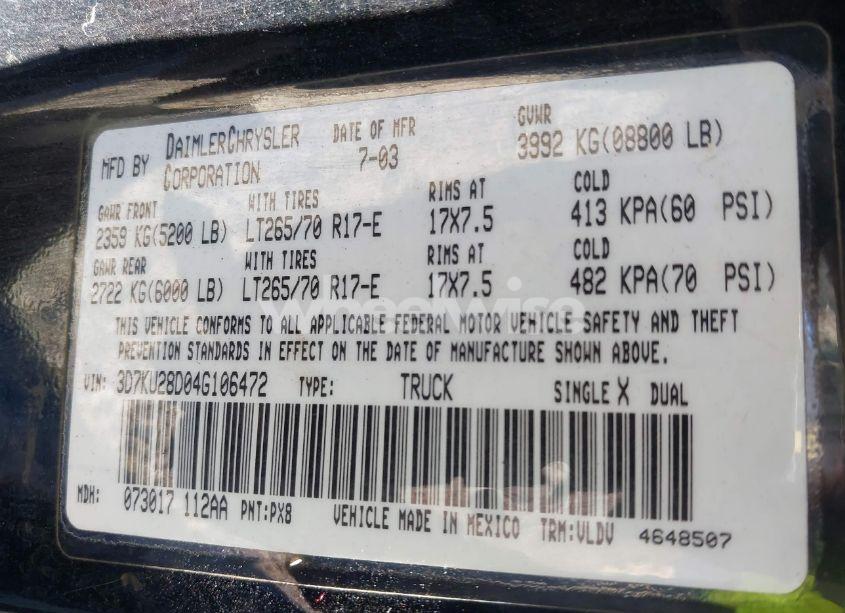 MFD BY DAIMLERCHRYSLER CORPORATION DATE OF MFR 7-03 GVWR 3992 KG(08800 LB)
GAWR FRONT WITH TIRES RIMS AT COLD
2359 KG(5200 LB) LT265/70 R17-E 17X7.5 413 KPA(60 PSI)
GAWR REAR WITH TIRES RIMS AT COLD
2722 KG(6000 LB) LT265/70 R17-E 17X7.5 482 KPA(70 PSI)
THIS VEHICLE CONFORMS TO ALL APPLICABLE FEDERAL MOTOR VEHICLE SAFETY AND THEFT
PREVENTION STANDARDS IN EFFECT ON THE DATE OF MANUFACTURE SHOWN ABOVE.
VIN: 3D7KU28D04G106472 TYPE: TRUCK SINGLE X DUAL
MDH: 073017 112AA PNT:PX8 VEHICLE MADE IN MEXICO TRM:VLDV 4648507
WheelWise